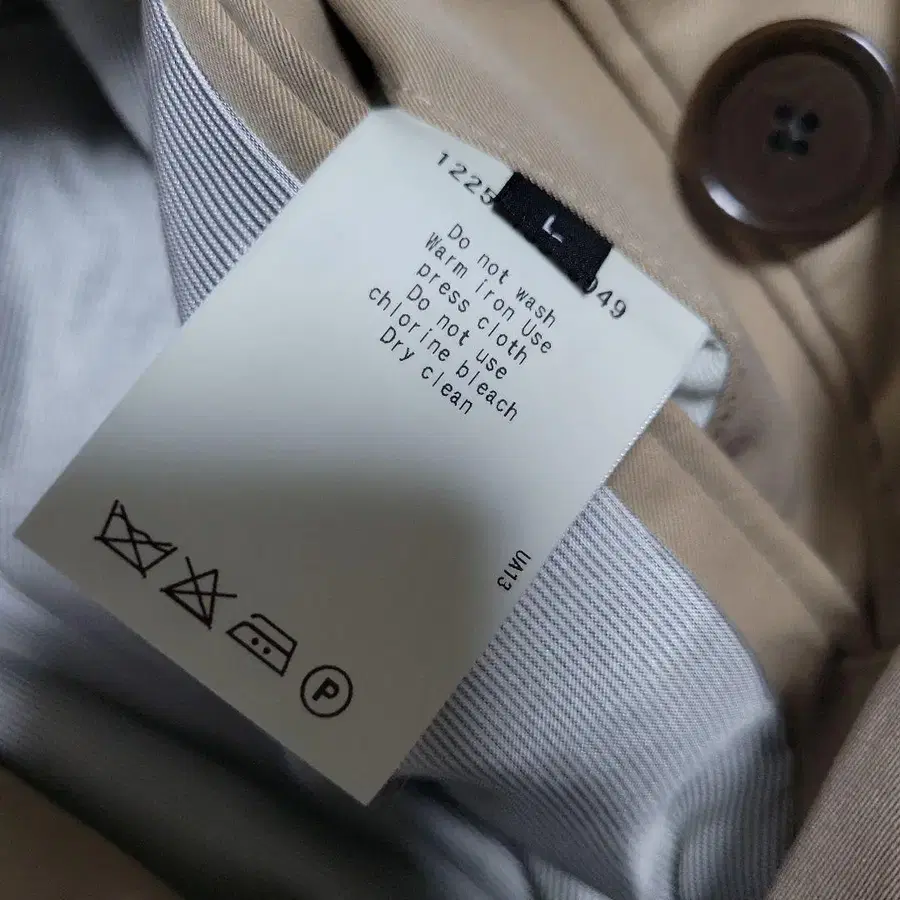 1225
L
049
Do not wash
Warm iron Use
press cloth
Do not use
chlorine bleach
Dry clean
UA13
P